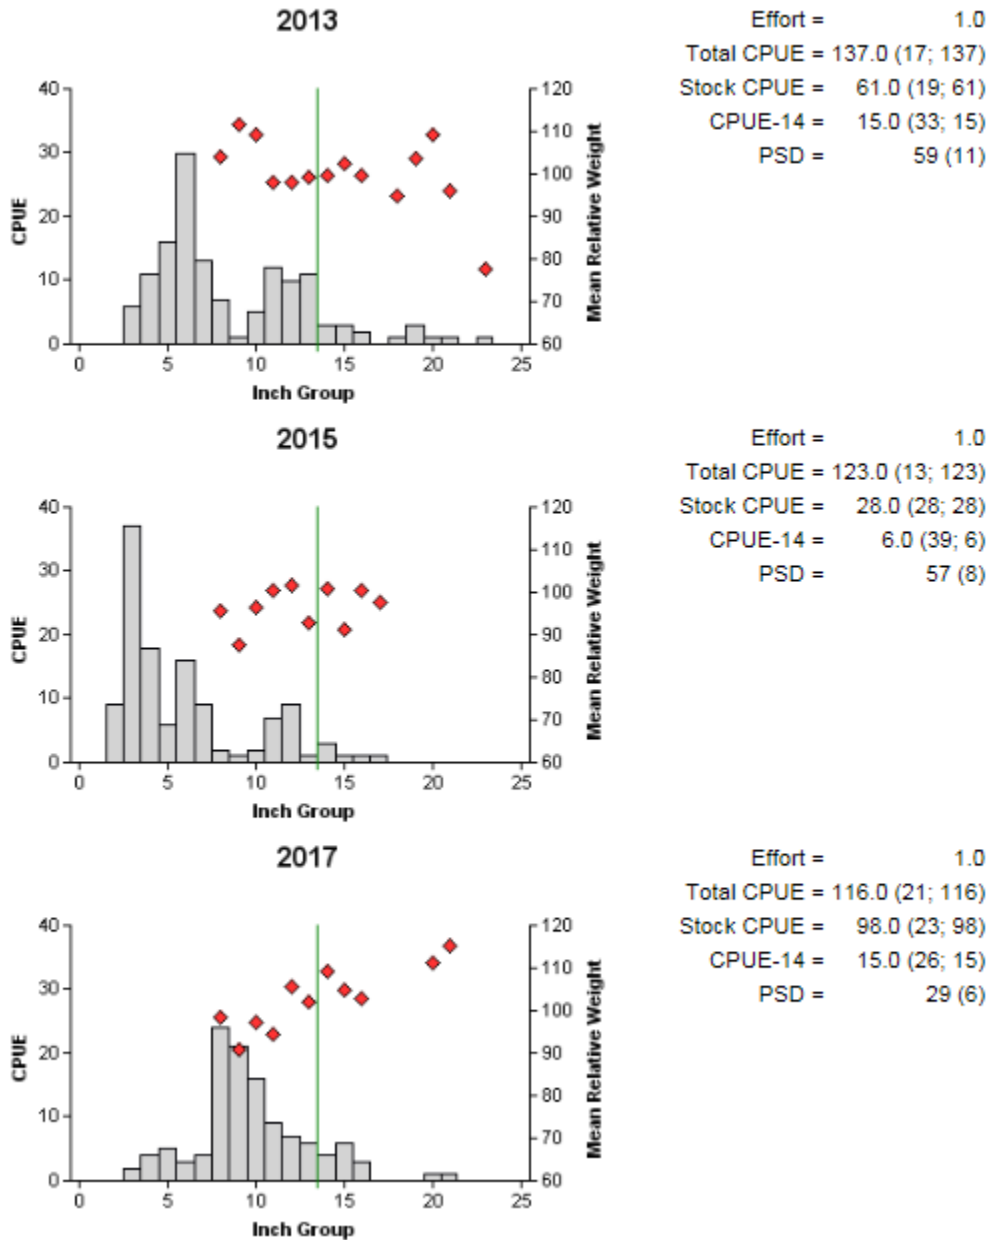 2013
Effort = 1.0
Total CPUE = 137.0 (17; 137)
Stock CPUE = 61.0 (19; 61)
CPUE-14 = 15.0 (33; 15)
PSD = 59 (11)
40
30
20
10
0
CPUE
120
110
100
90
80
70
60
Mean Relative Weight
0 5 10 15 20 25
Inch Group
2015
Effort = 1.0
Total CPUE = 123.0 (13; 123)
Stock CPUE = 28.0 (28; 28)
CPUE-14 = 6.0 (39; 6)
PSD = 57 (8)
40
30
20
10
0
CPUE
120
110
100
90
80
70
60
Mean Relative Weight
0 5 10 15 20 25
Inch Group
2017
Effort = 1.0
Total CPUE = 116.0 (21; 116)
Stock CPUE = 98.0 (23; 98)
CPUE-14 = 15.0 (26; 15)
PSD = 29 (6)
40
30
20
10
0
CPUE
120
110
100
90
80
70
60
Mean Relative Weight
0 5 10 15 20 25
Inch Group